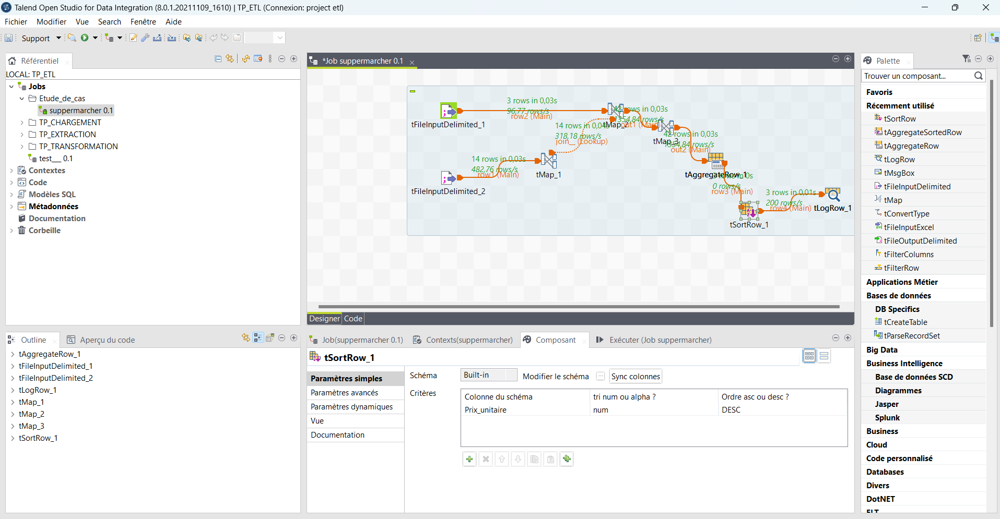 Talend Open Studio for Data Integration (8.0.1.20211109_1610) | TP_ETL (Connexion: project etl)
Fichier Modifier Vue Search Fenêtre Aide
Support
Référentiel
LOCAL: TP_ETL
Jobs
Etude_de_cas
suppermarcher 0.1
TP_CHARGEMENT
TP_EXTRACTION
TP_TRANSFORMATION
test__ 0.1
Contextes
Code
Modèles SQL
Métadonnées
Documentation
Corbeille
*Job suppermarcher 0.1
3 rows in 0,03s
96,77 rows/s
row2 (Main)
tFileInputDelimited_1
42 rows in 0,03s
1354,84 rows/s
out1 (Main)
tMap_2
14 rows in 0,04s
318,18 rows/s
join__ (Lookup)
42 rows in 0,03s
1354,84 rows/s
out2 (Main)
tMap_3
14 rows in 0,03s
482,76 rows/s
row1 (Main)
tMap_1
tFileInputDelimited_2
tAggregateRow_1
3 rows in 0s
0 rows/s
row3 (Main)
3 rows in 0,01s
200 rows/s
row4 (Main)
tLogRow_1
tSortRow_1
Designer Code
Palette
Trouver un composant...
Favoris
Récemment utilisé
tSortRow
tAggregateSortedRow
tAggregateRow
tLogRow
tMsgBox
tFileInputDelimited
tMap
tConvertType
tFileInputExcel
tFileOutputDelimited
tFilterColumns
tFilterRow
Applications Métier
Bases de données
DB Specifics
tCreateTable
tParseRecordSet
Big Data
Business Intelligence
Base de données SCD
Diagrammes
Jasper
Splunk
Business
Cloud
Code personnalisé
Databases
Divers
DotNET
ELT
Outline Aperçu du code
tAggregateRow_1
tFileInputDelimited_1
tFileInputDelimited_2
tLogRow_1
tMap_1
tMap_2
tMap_3
tSortRow_1
Job(suppermarcher 0.1) Contexts(suppermarcher) Composant Exécuter (Job suppermarcher)
tSortRow_1
Paramètres simples
Paramètres avancés
Paramètres dynamiques
Vue
Documentation
Schéma Built-in Modifier le schéma ... Sync colonnes
Critères
Colonne du schéma tri num ou alpha ? Ordre asc ou desc ?
Prix_unitaire num DESC